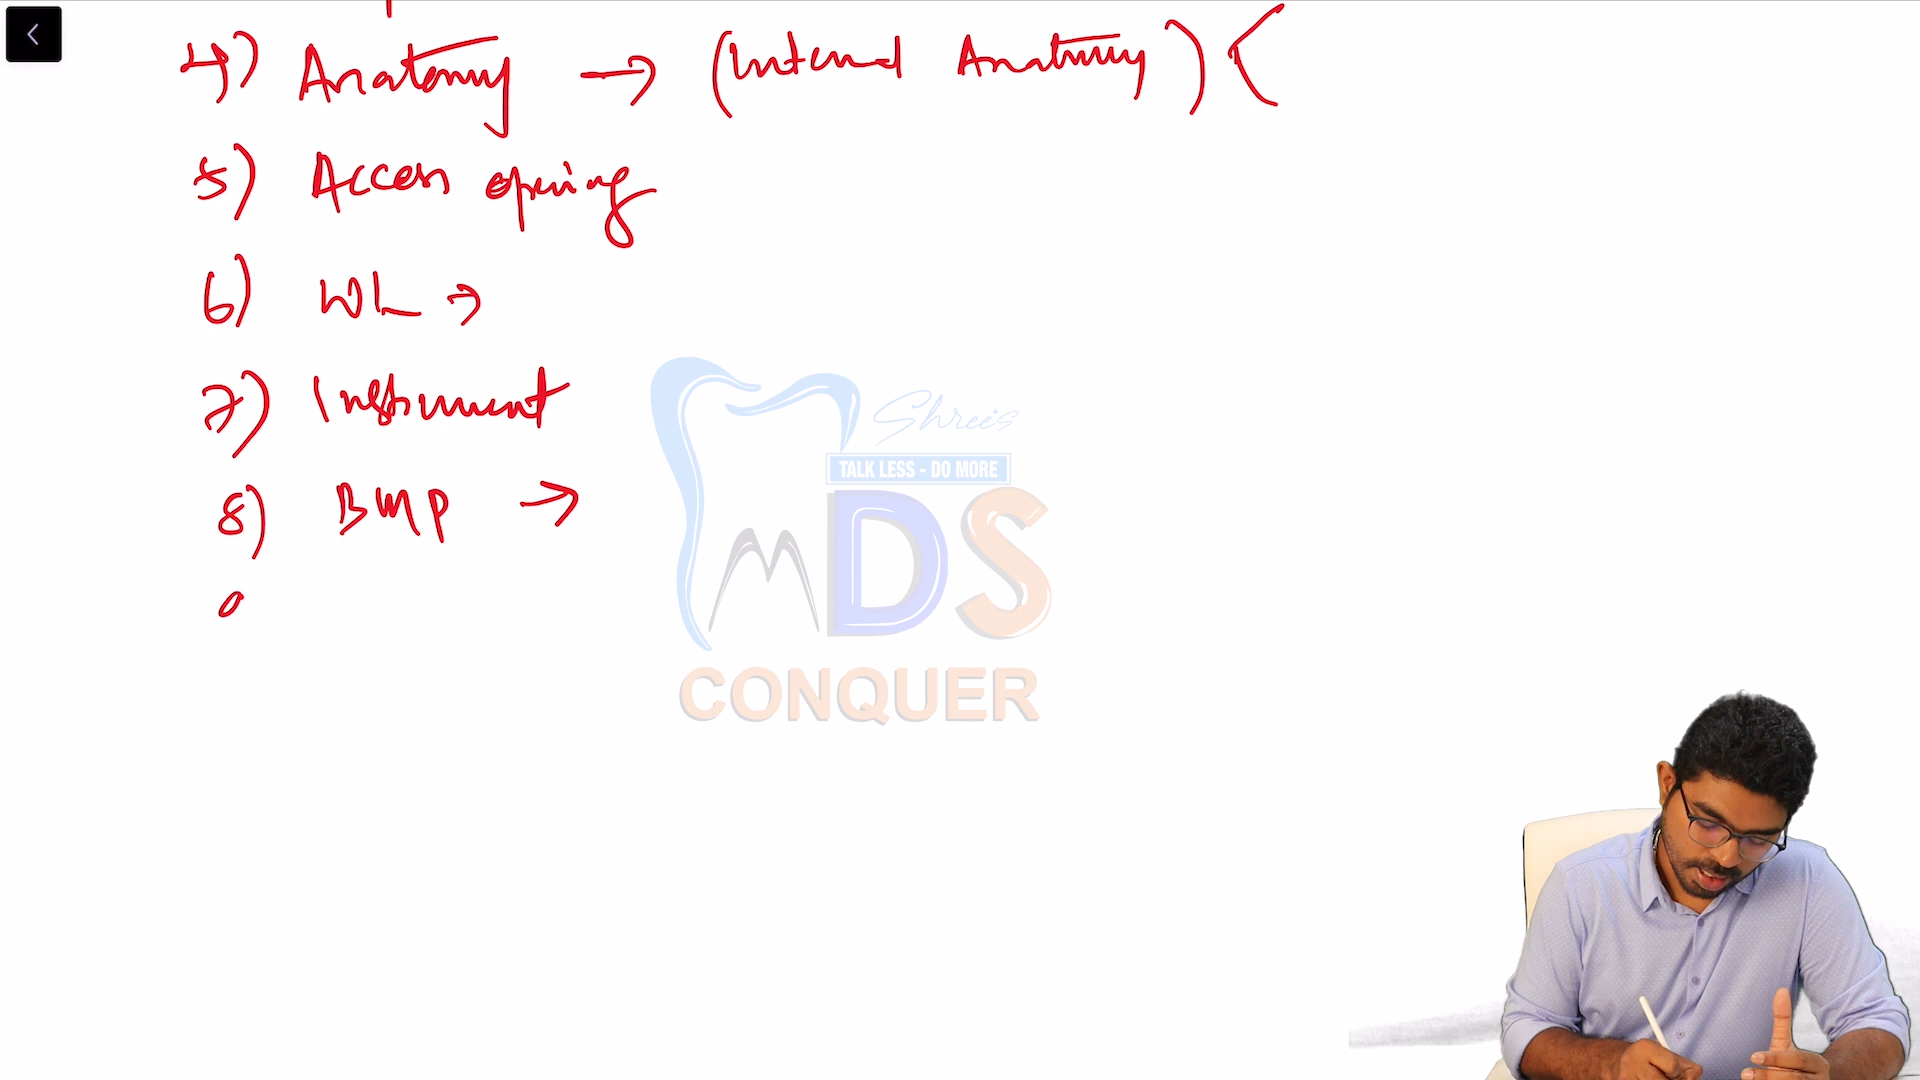 4) Anatomy → (Internal Anatomy) <
5) Access opening
6) WL →
7) Instrument
8) BMP →
Shree's
TALK LESS - DO MORE
MDS
CONQUER